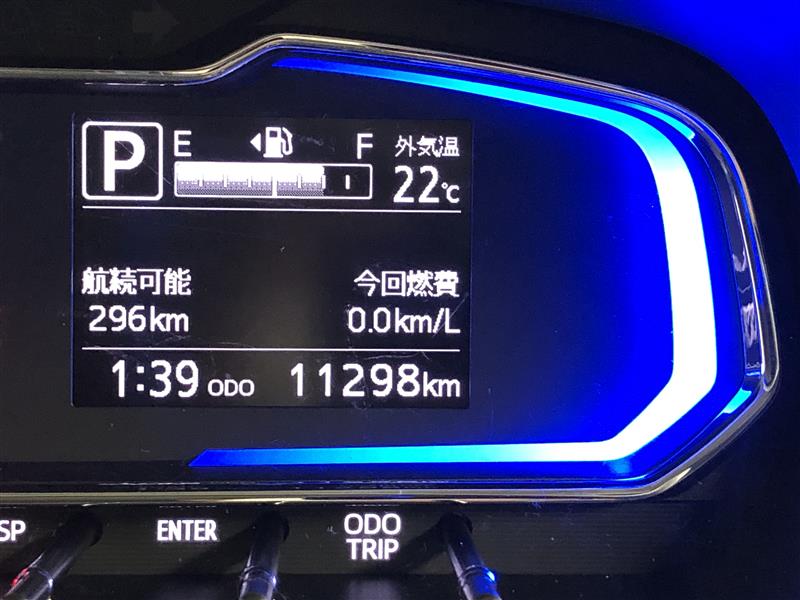 P E F 外気温
22℃
航続可能 今回燃費
296km 0.0km/L
1:39 ODO 11298km
SP ENTER ODO
TRIP